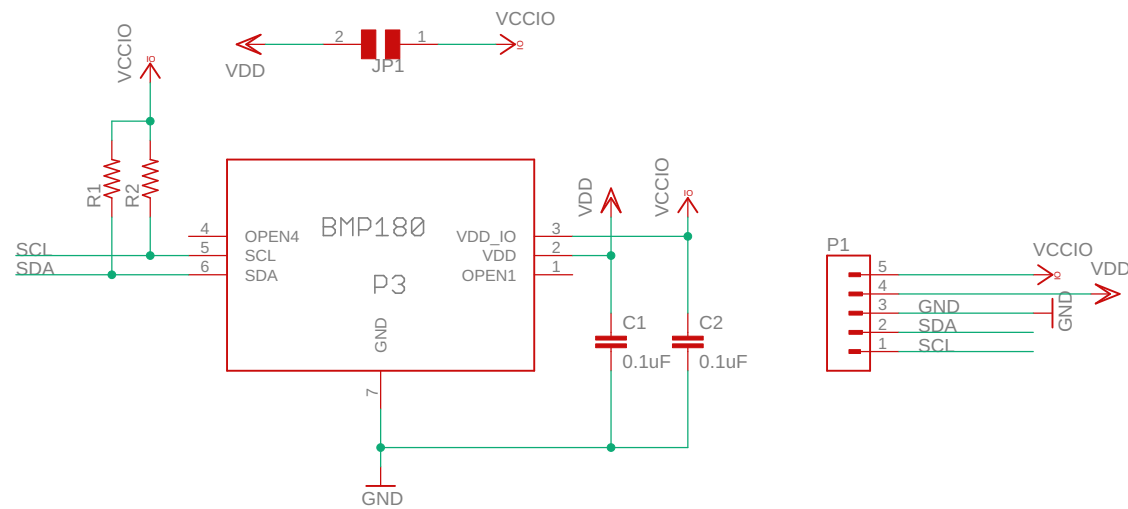 VCCIO
IO
VDD
2
1
JP1
VCCIO
IO
R1
R2
SCL
SDA
4
5
6
OPEN4
SCL
SDA
BMP180
P3
GND
7
VDD_IO
VDD
OPEN1
3
2
1
VDD
VCCIO
IO
C1
0.1uF
C2
0.1uF
GND
P1
5
4
3
2
1
GND
SDA
SCL
VCCIO
IO
VDD
GND